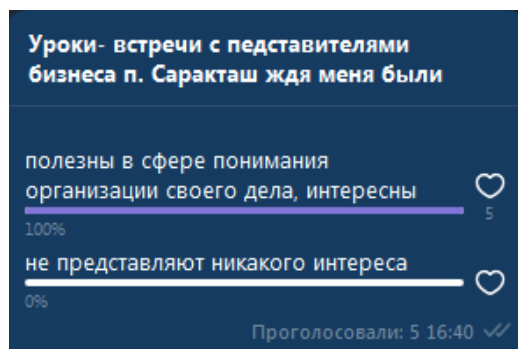 Уроки- встречи с педставителями
бизнеса п. Саракташ ждя меня были
полезны в сфере понимания
организации своего дела, интересны
5
100%
не представляют никакого интереса
0%
Проголосовали: 5 16:40